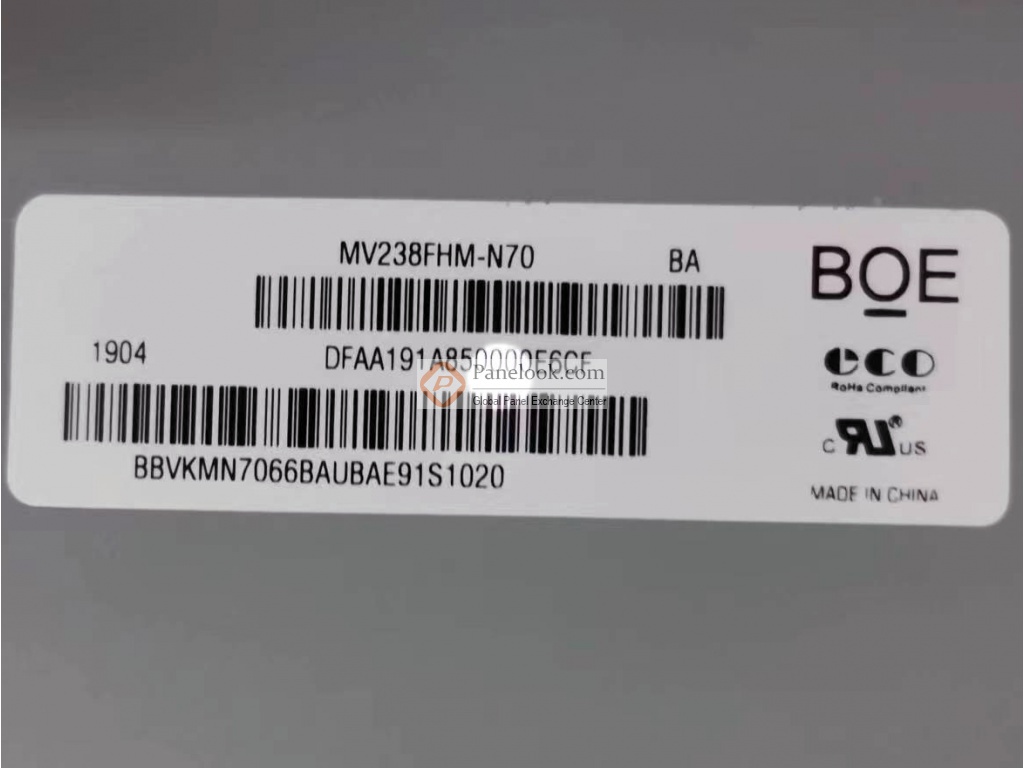 MV238FHM-N70 BA
BOE
1904
eco
RoHs Compliant
Panelook.com
Global Panel Exchange Center
C US
BBVKMN7066BAUBAE91S1020
MADE IN CHINA